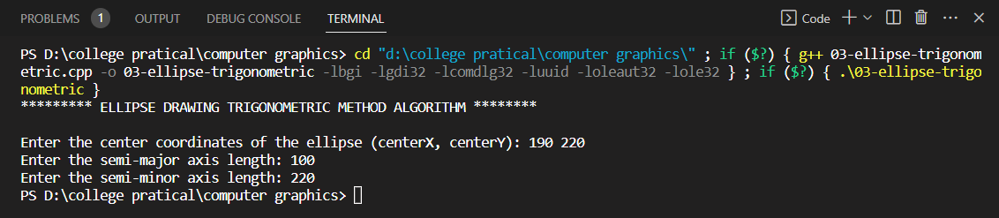 PROBLEMS 1 OUTPUT DEBUG CONSOLE TERMINAL Code
PS D:\college pratical\computer graphics> cd "d:\college pratical\computer graphics\" ; if ($?) { g++ 03-ellipse-trigonom
etric.cpp -o 03-ellipse-trigonometric -lbgi -lgdi32 -lcomdlg32 -luuid -loleaut32 -lole32 } ; if ($?) { .\03-ellipse-trigo
nometric }
********* ELLIPSE DRAWING TRIGONOMETRIC METHOD ALGORITHM ********
Enter the center coordinates of the ellipse (centerX, centerY): 190 220
Enter the semi-major axis length: 100
Enter the semi-minor axis length: 220
PS D:\college pratical\computer graphics>